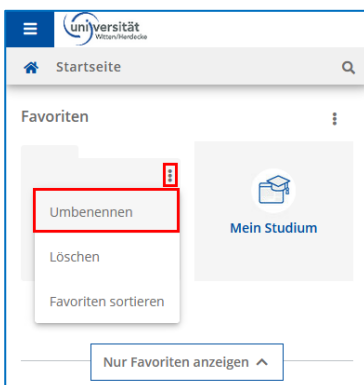 universität
Witten/Herdecke
Startseite
Favoriten
Umbenennen
Löschen
Favoriten sortieren
Mein Studium
Nur Favoriten anzeigen